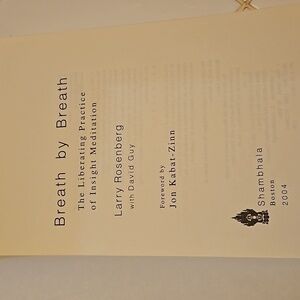 Breath by Breath
The Liberating Practice
of Insight Meditation
Larry Rosenberg
with David Guy
Foreword by
Jon Kabat-Zinn
Shambhala
Boston
2004